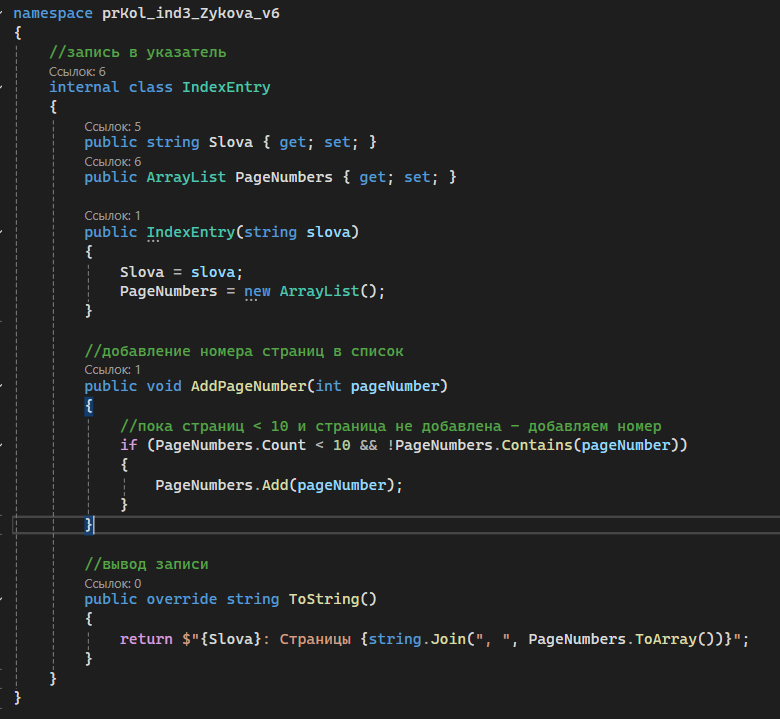 namespace prKol_ind3_Zykova_v6
{
//запись в указатель
Ссылок: 6
internal class IndexEntry
{
Ссылок: 5
public string Slova { get; set; }
Ссылок: 6
public ArrayList PageNumbers { get; set; }
Ссылок: 1
public IndexEntry(string slova)
{
Slova = slova;
PageNumbers = new ArrayList();
}
//добавление номера страниц в список
Ссылок: 1
public void AddPageNumber(int pageNumber)
{
//пока страниц < 10 и страница не добавлена - добавляем номер
if (PageNumbers.Count < 10 && !PageNumbers.Contains(pageNumber))
{
PageNumbers.Add(pageNumber);
}
}
//вывод записи
Ссылок: 0
public override string ToString()
{
return $"{Slova}: Страницы {string.Join(", ", PageNumbers.ToArray())}";
}
}
}